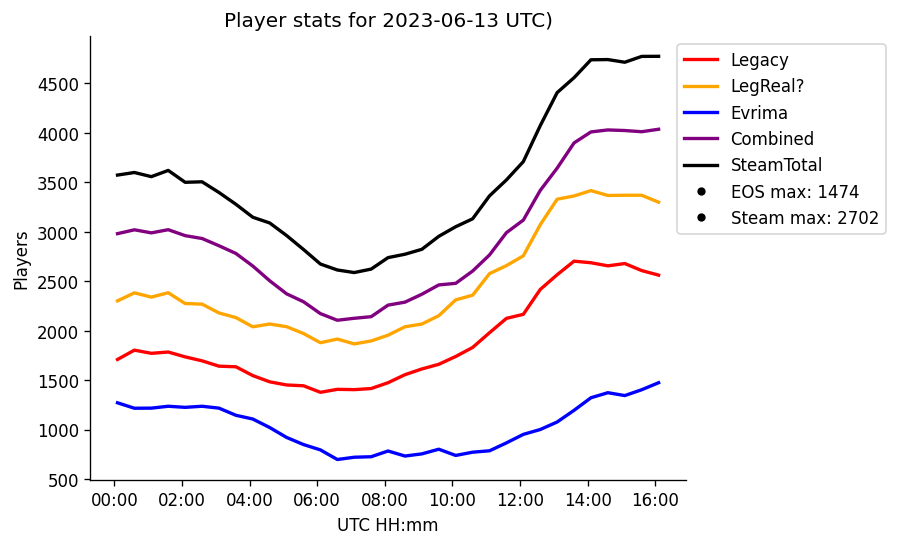 Player stats for 2023-06-13 UTC)
Legacy
LegReal?
Evrima
Combined
SteamTotal
EOS max: 1474
Steam max: 2702
Players
4500
4000
3500
3000
2500
2000
1500
1000
500
00:00 02:00 04:00 06:00 08:00 10:00 12:00 14:00 16:00
UTC HH:mm